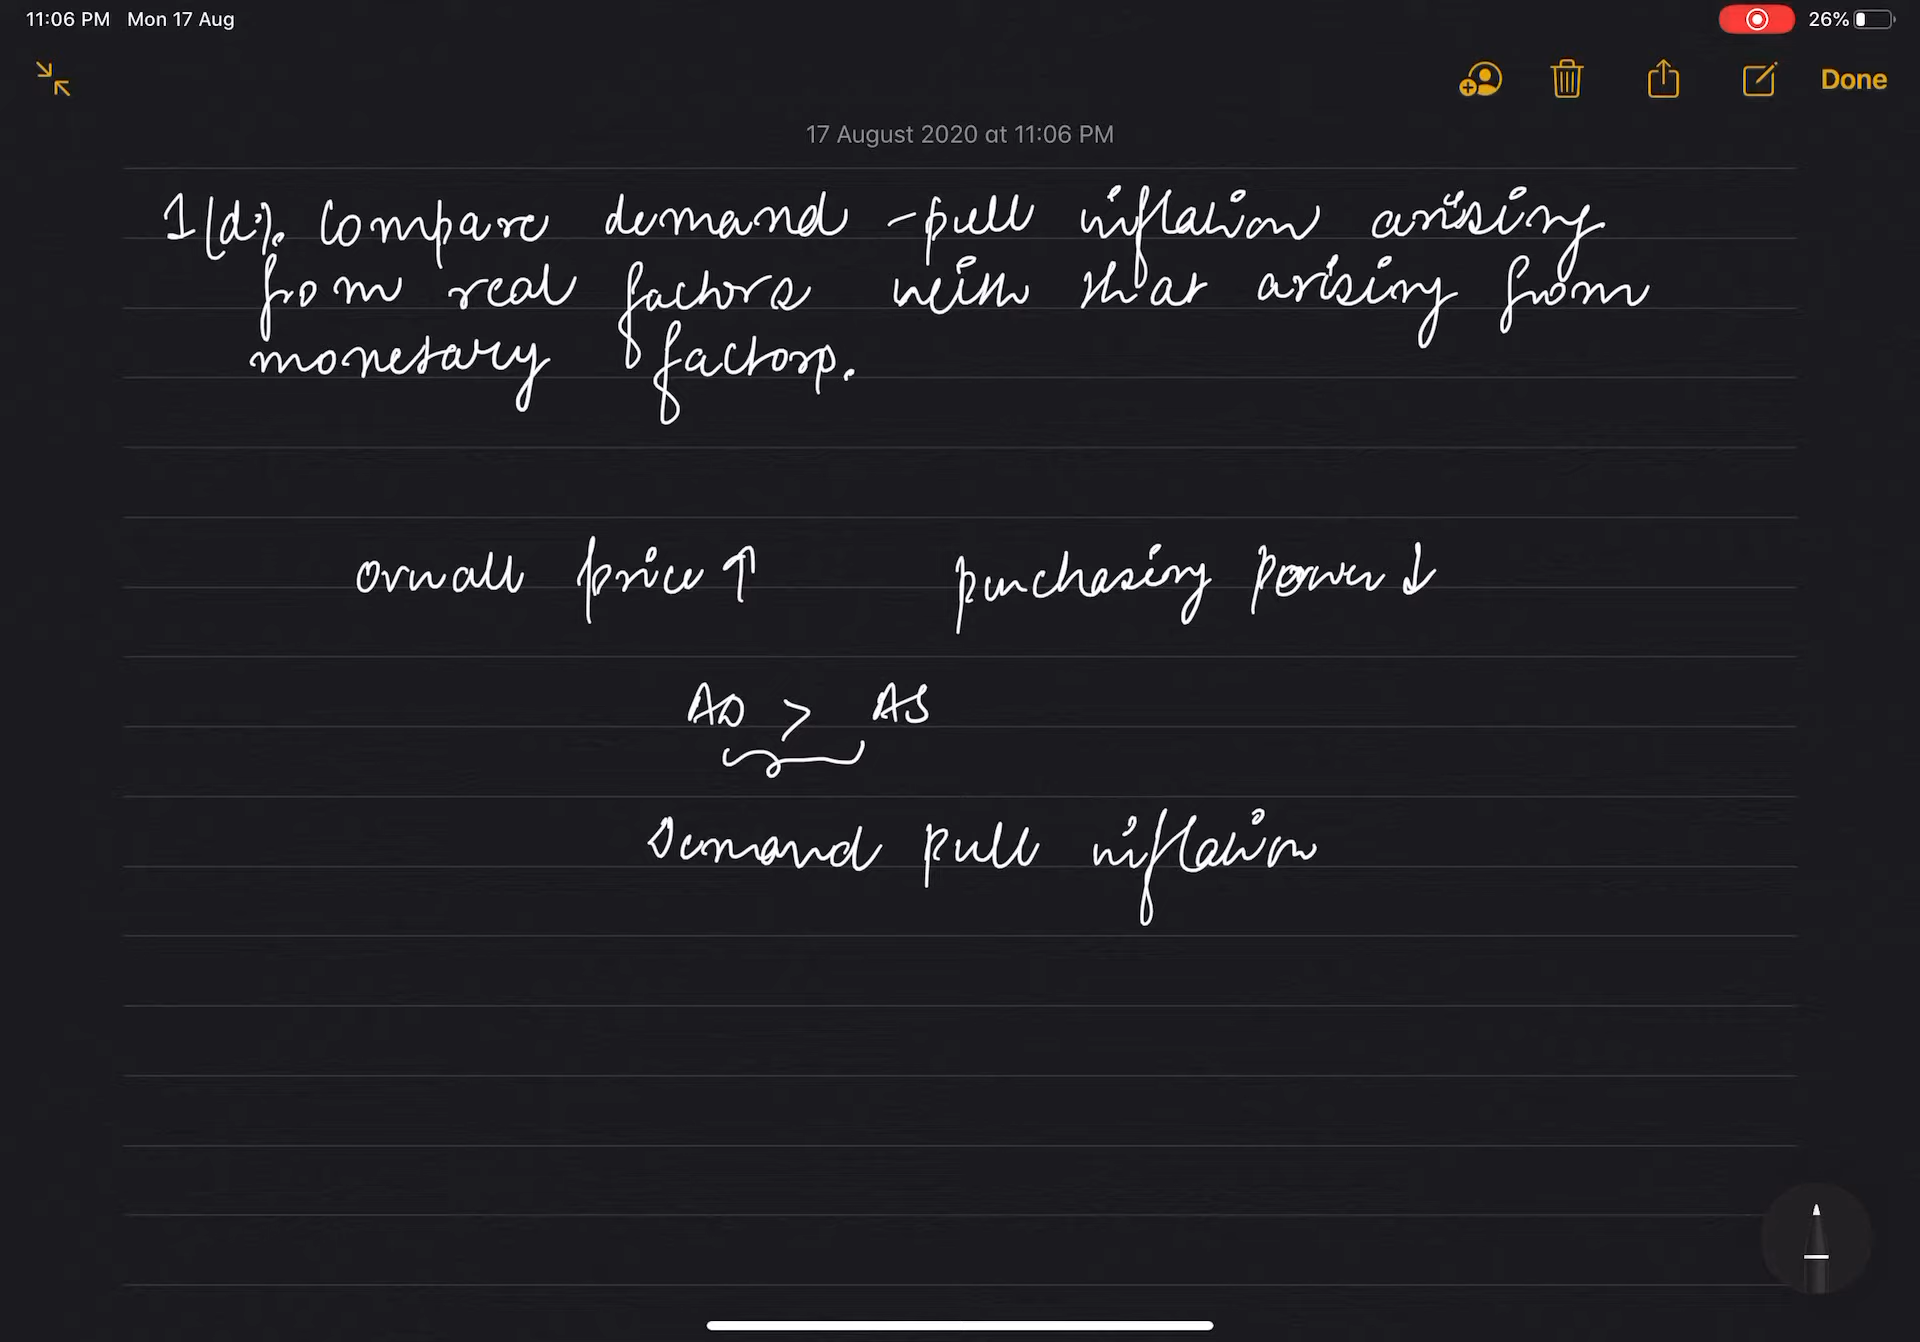 11:06 PM Mon 17 Aug
26%
Done
17 August 2020 at 11:06 PM
1(d). Compare demand-pull inflation arising
from real factors with that arising from
monetary factors.
overall price ↑ purchasing power ↓
AD > AS
Demand pull inflation